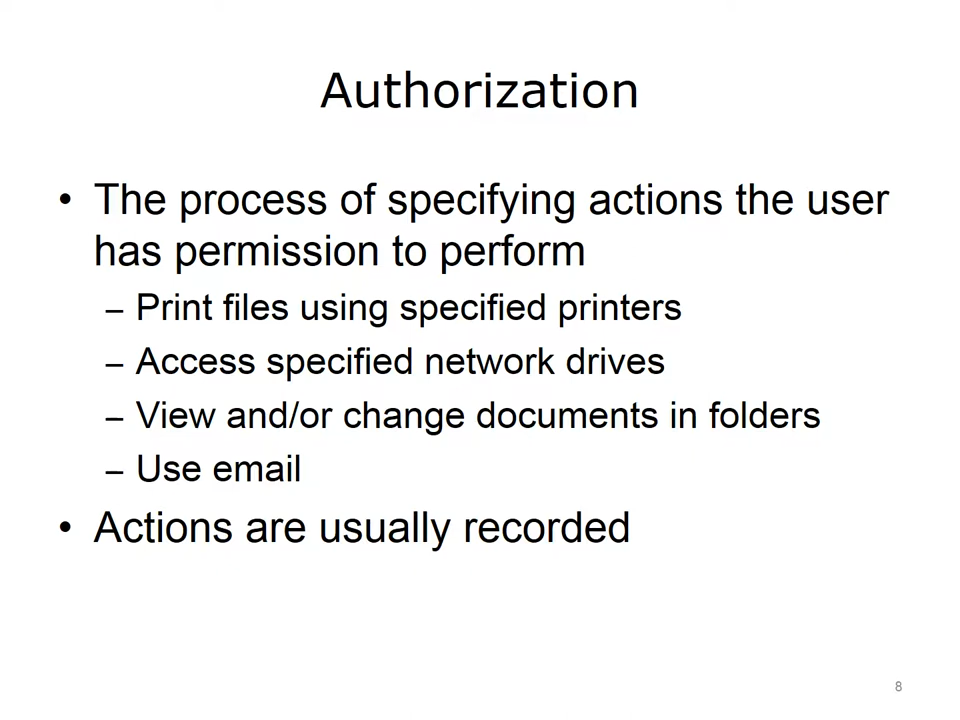 Authorization
• The process of specifying actions the user
has permission to perform
– Print files using specified printers
– Access specified network drives
– View and/or change documents in folders
– Use email
• Actions are usually recorded
8